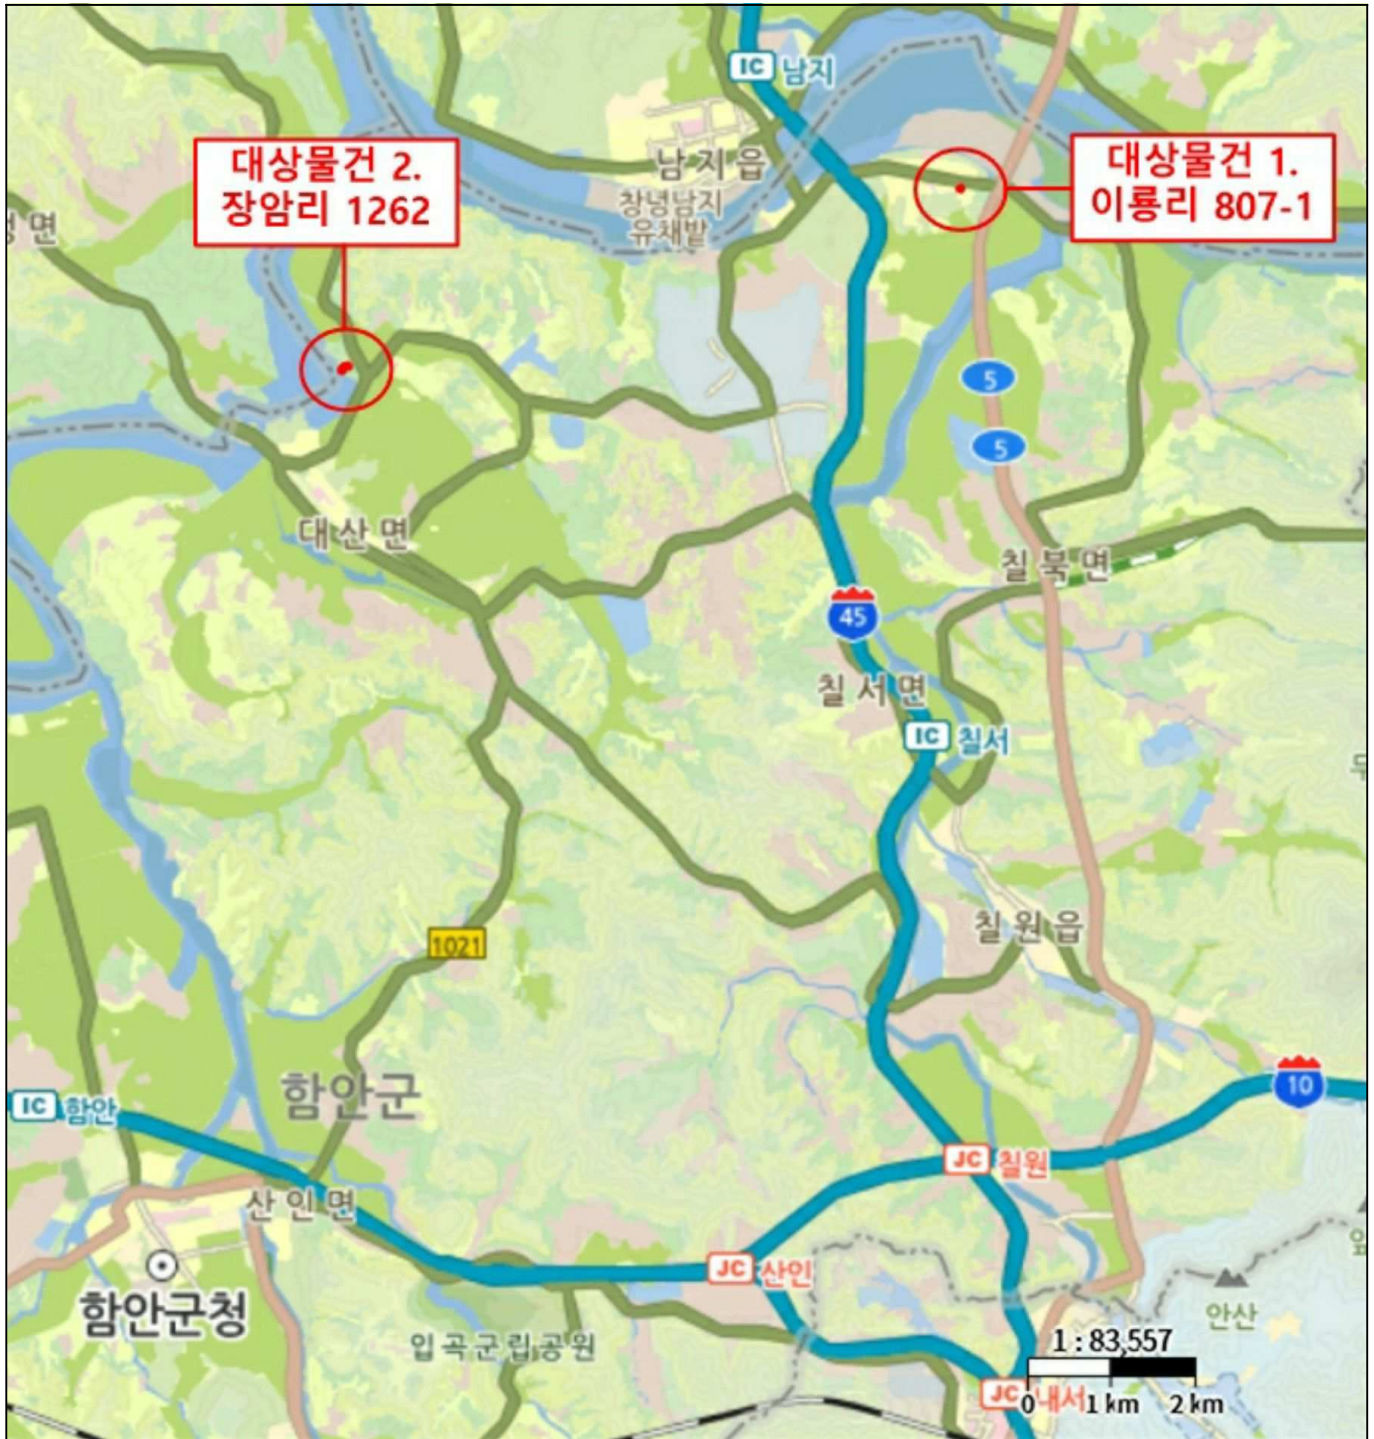 IC 남지
대상물건 2.
장암리 1262
대상물건 1.
이룡리 807-1
남지읍
창녕남지
유채밭
면
5
5
대산면
칠북면
45
칠서면
IC 칠서
칠원읍
1021
함안군
10
IC 함안
JC 칠원
산인면
JC 산인
함안군청
안산
입곡군립공원
1 : 83,557
JC 내서
0 1 km 2 km